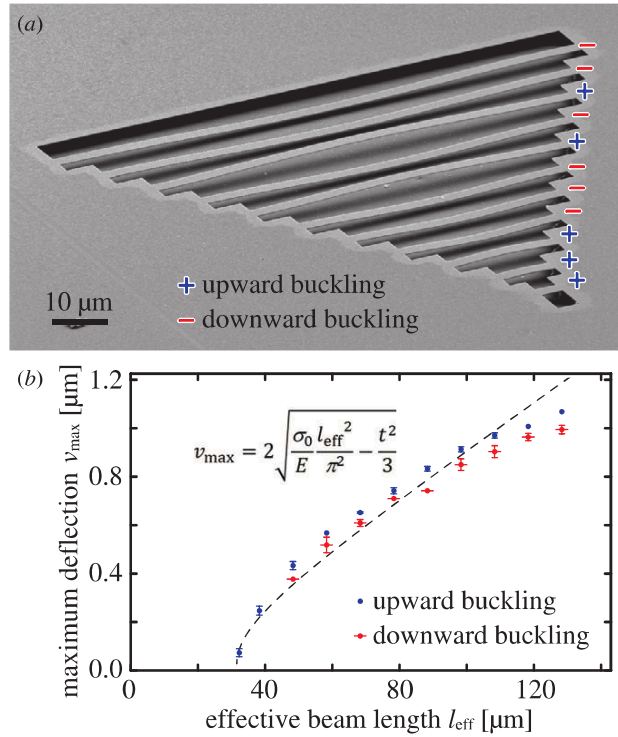 (a)
−
−
+
−
+
−
−
−
+
+
+
+ upward buckling
− downward buckling
10 µm
(b)
1.2
0.8
0.4
0.0
maximum deflection v_max [µm]
v_max = 2√(σ₀/E l_eff²/π² − t²/3)
upward buckling
downward buckling
0 40 80 120
effective beam length l_eff [µm]